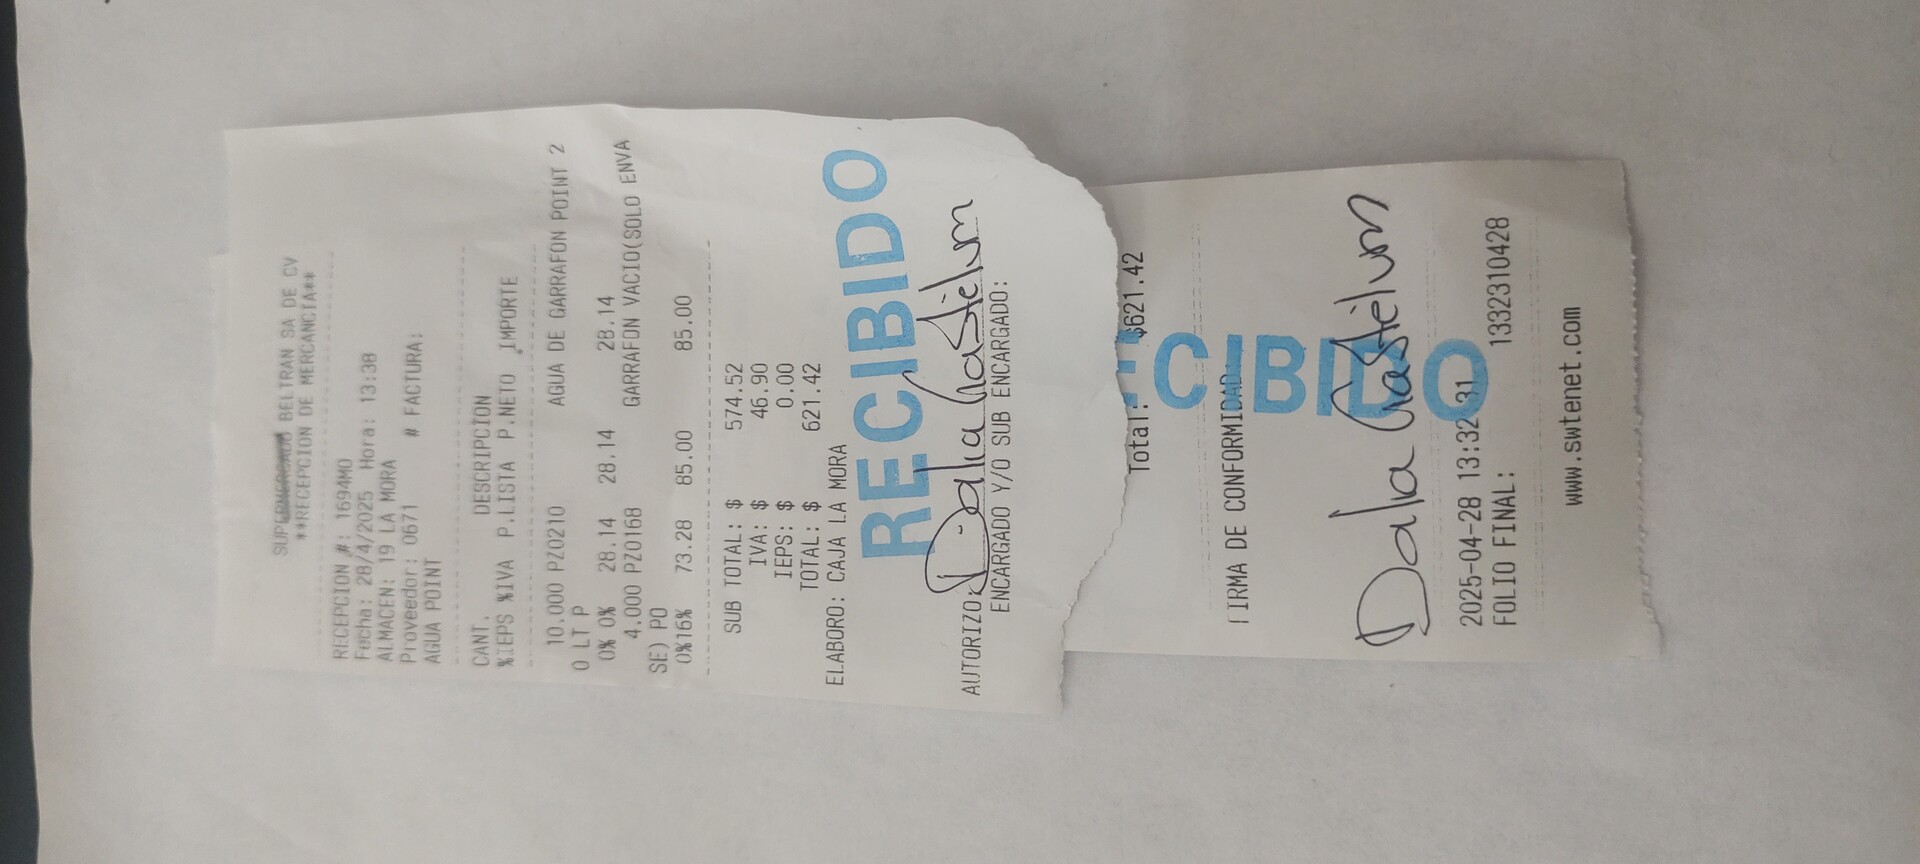 SUPERMERCADO BELTRAN SA DE CV
**RECEPCION DE MERCANCIA**
RECEPCION #: 1694MO
Fecha: 28/4/2025 Hora: 13:38
ALMACEN: 19 LA MORA
Proveedor: 0671 # FACTURA:
AGUA POINT
CANT. DESCRIPCION
%IEPS %IVA P.LISTA P.NETO IMPORTE
10.000 PZ0210 AGUA DE GARRAFON POINT 2
0 LT P
0% 0% 28.14 28.14 28.14
4.000 PZ0168 GARRAFON VACIO(SOLO ENVA
SE) PO
0%16% 73.28 85.00 85.00
SUB TOTAL: $ 574.52
IVA: $ 46.90
IEPS: $ 0.00
TOTAL: $ 621.42
ELABORO: CAJA LA MORA
RECIBIDO
AUTORIZO: Dalia Gastelum
ENCARGADO Y/O SUB ENCARGADO:
Total: $621.42
CIBIDO
FIRMA DE CONFORMIDAD:
Dalia Gastelum
2025-04-28 13:32:31
FOLIO FINAL: 1332310428
www.swtenet.com